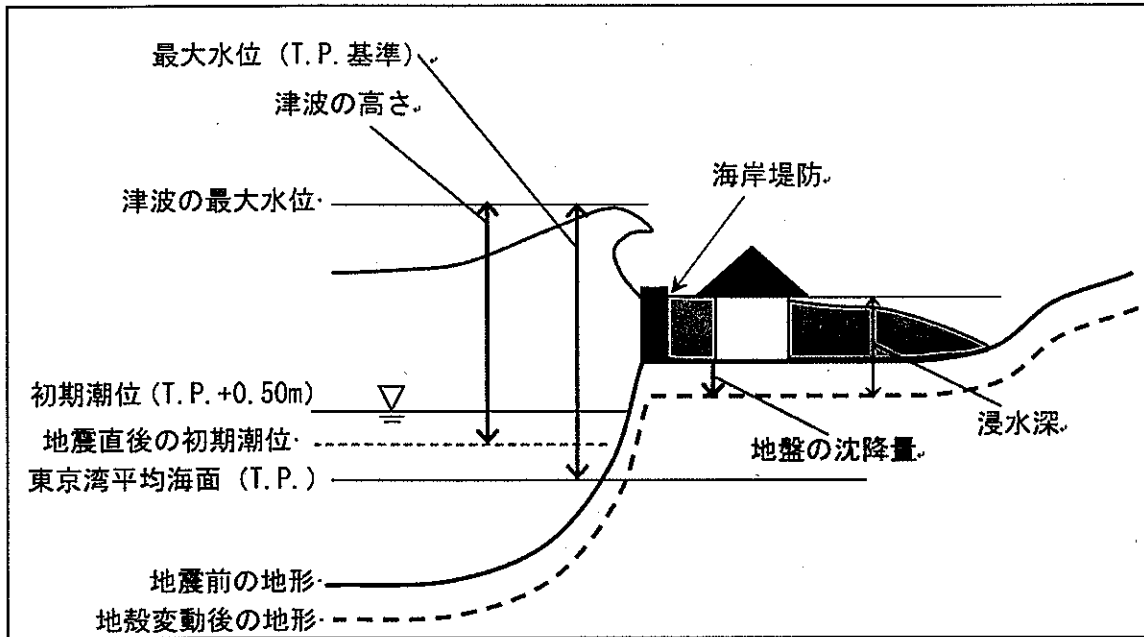 最大水位 (T.P.基準)
津波の高さ
海岸堤防
津波の最大水位
初期潮位 (T.P.+0.50m)
地震直後の初期潮位
浸水深
地盤の沈降量
東京湾平均海面 (T.P.)
地震前の地形
地殻変動後の地形